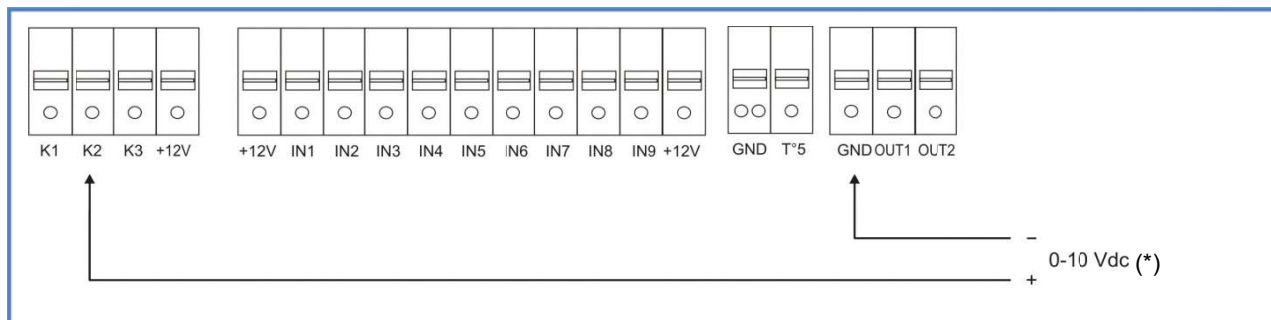 K1 K2 K3 +12V +12V IN1 IN2 IN3 IN4 IN5 IN6 IN7 IN8 IN9 +12V GND T°5 GND OUT1 OUT2
−
0-10 Vdc (*)
+